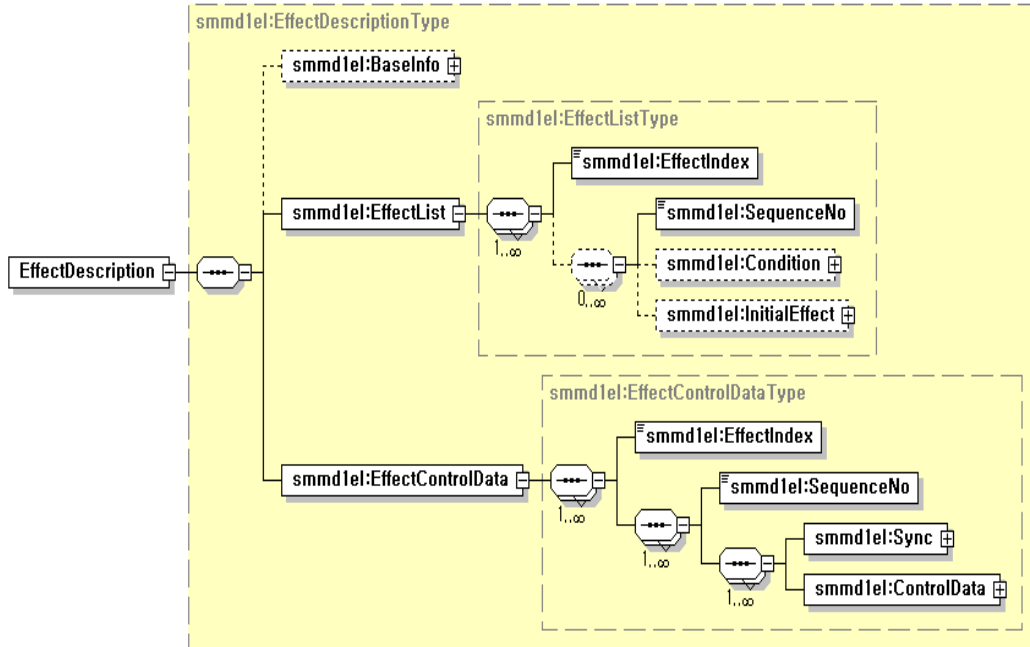 smmd1el:EffectDescriptionType
smmd1el:BaseInfo
smmd1el:EffectListType
smmd1el:EffectIndex
smmd1el:EffectList
smmd1el:SequenceNo
1..∞
smmd1el:Condition
EffectDescription
0..∞
smmd1el:InitialEffect
smmd1el:EffectControlDataType
smmd1el:EffectIndex
smmd1el:EffectControlData
smmd1el:SequenceNo
1..∞
smmd1el:Sync
1..∞
smmd1el:ControlData
1..∞